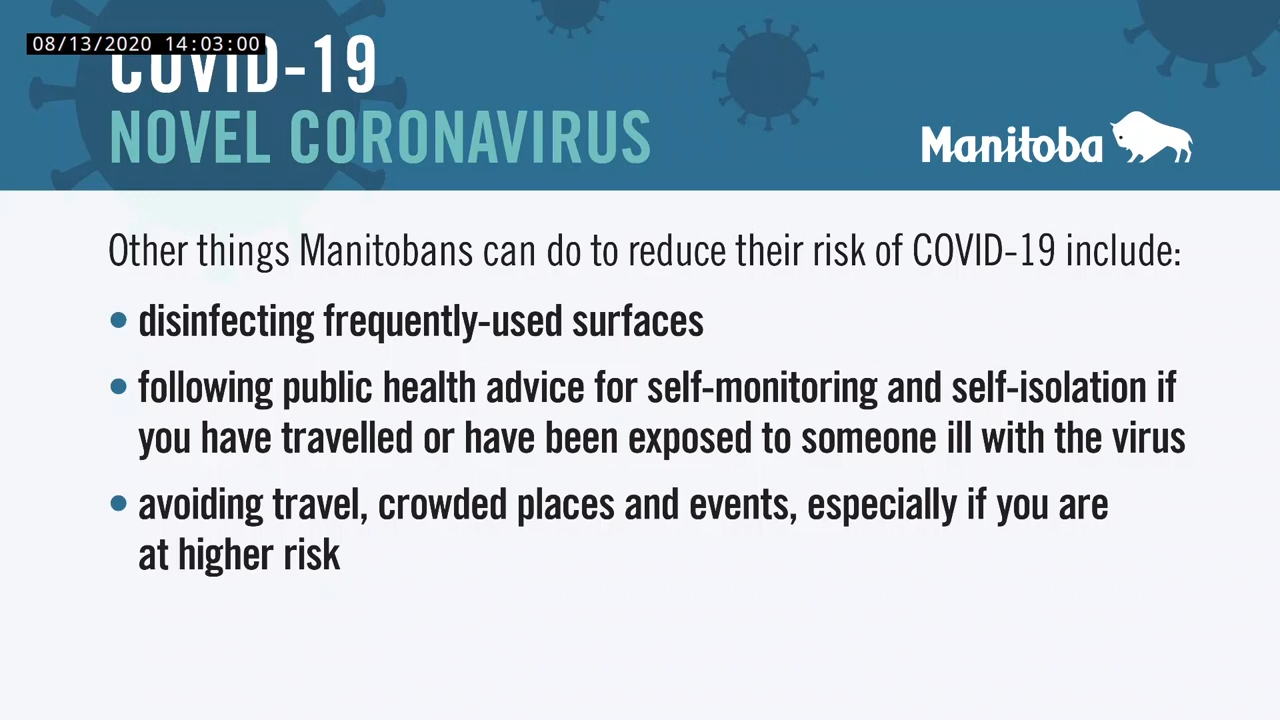 08/13/2020 14:03:00
COVID-19
NOVEL CORONAVIRUS
Manitoba
Other things Manitobans can do to reduce their risk of COVID-19 include:
• disinfecting frequently-used surfaces
• following public health advice for self-monitoring and self-isolation if
you have travelled or have been exposed to someone ill with the virus
• avoiding travel, crowded places and events, especially if you are
at higher risk